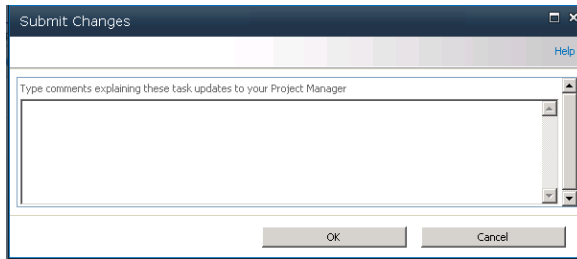 Submit Changes
Help
Type comments explaining these task updates to your Project Manager
OK
Cancel